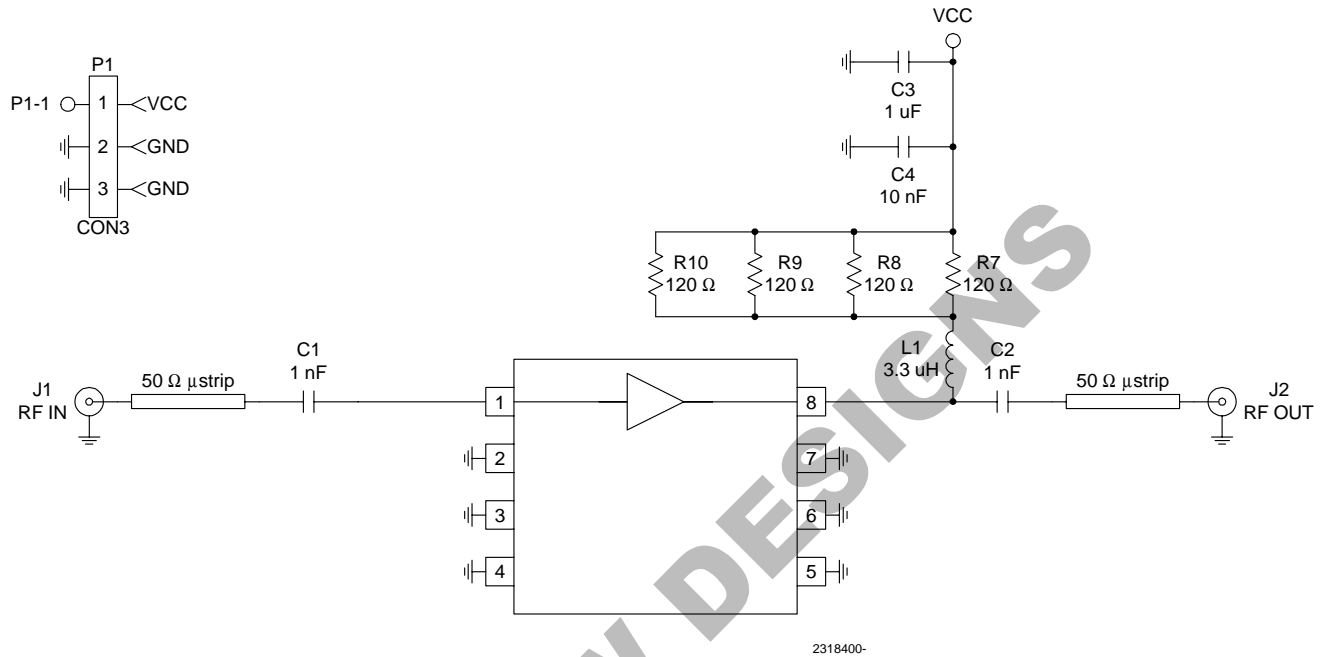 VCC
P1
C3
1 uF
P1-1
1
VCC
2
GND
C4
10 nF
3
GND
CON3
R10
120 Ω
R9
120 Ω
R8
120 Ω
R7
120 Ω
L1
3.3 uH
C1
1 nF
C2
1 nF
J1
RF IN
50 Ω µstrip
1
8
50 Ω µstrip
J2
RF OUT
2
7
3
6
4
5
2318400-
W DESIGNS